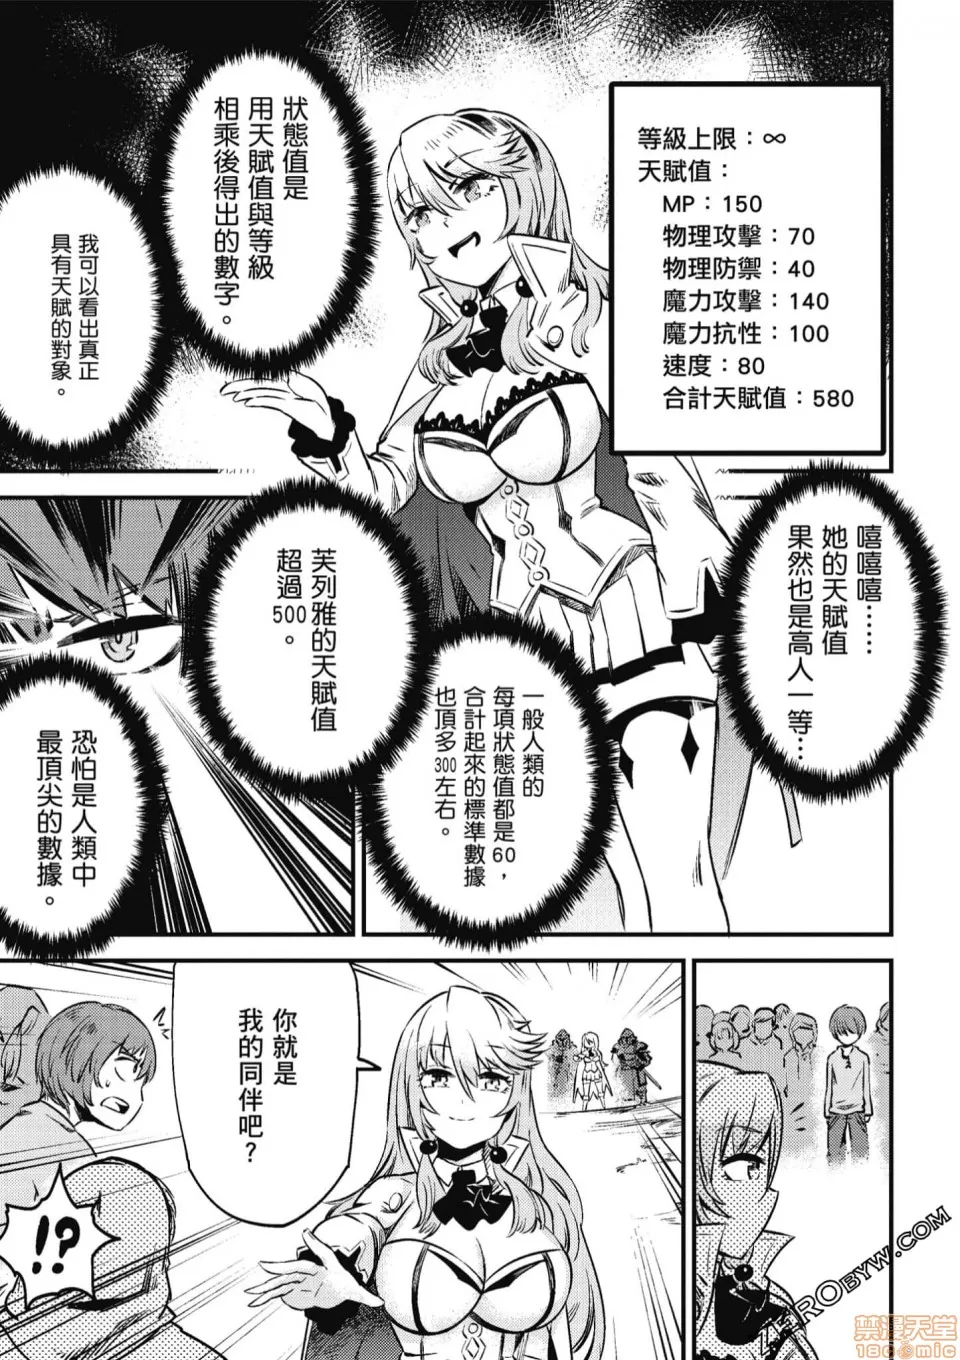 等級上限：∞
天賦值：
MP：150
物理攻擊：70
物理防禦：40
魔力攻擊：140
魔力抗性：100
速度：80
合計天賦值：580
狀態值是
用天賦值與等級
相乘後得出的數字。
我可以看出真正
具有天賦的對象。
嘻嘻嘻……
她的天賦值
果然也是高人一等…
一般人類的
每項狀態值都是60，
合計起來的標準數據
也頂多300左右。
芙列雅的天賦值
超過500。
恐怕是人類中
最頂尖的數據。
你就是
我的同伴吧？
!?
ZEROBYW.COM
禁漫天堂
18comic